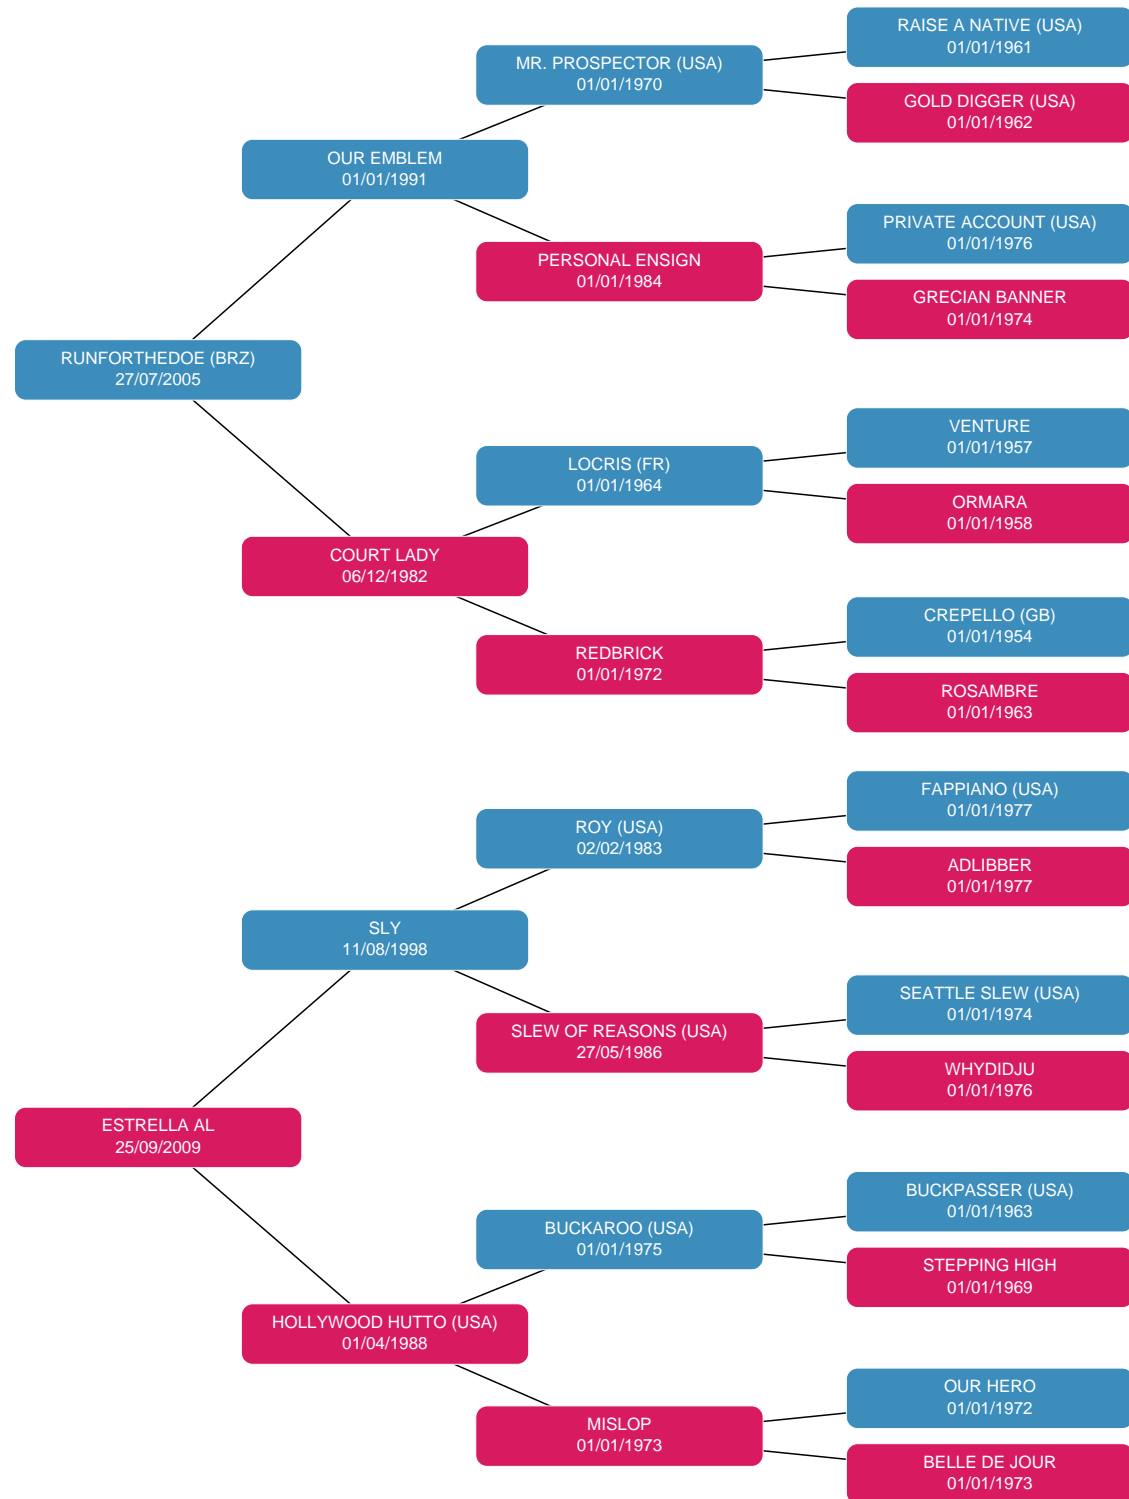 RAISE A NATIVE (USA)
01/01/1961
MR. PROSPECTOR (USA)
01/01/1970
GOLD DIGGER (USA)
01/01/1962
OUR EMBLEM
01/01/1991
PRIVATE ACCOUNT (USA)
01/01/1976
PERSONAL ENSIGN
01/01/1984
GRECIAN BANNER
01/01/1974
RUNFORTHEDOE (BRZ)
27/07/2005
VENTURE
01/01/1957
LOCRIS (FR)
01/01/1964
ORMARA
01/01/1958
COURT LADY
06/12/1982
CREPELLO (GB)
01/01/1954
REDBRICK
01/01/1972
ROSAMBRE
01/01/1963
FAPPIANO (USA)
01/01/1977
ROY (USA)
02/02/1983
ADLIBBER
01/01/1977
SLY
11/08/1998
SEATTLE SLEW (USA)
01/01/1974
SLEW OF REASONS (USA)
27/05/1986
WHYDIDJU
01/01/1976
ESTRELLA AL
25/09/2009
BUCKPASSER (USA)
01/01/1963
BUCKAROO (USA)
01/01/1975
STEPPING HIGH
01/01/1969
HOLLYWOOD HUTTO (USA)
01/04/1988
OUR HERO
01/01/1972
MISLOP
01/01/1973
BELLE DE JOUR
01/01/1973